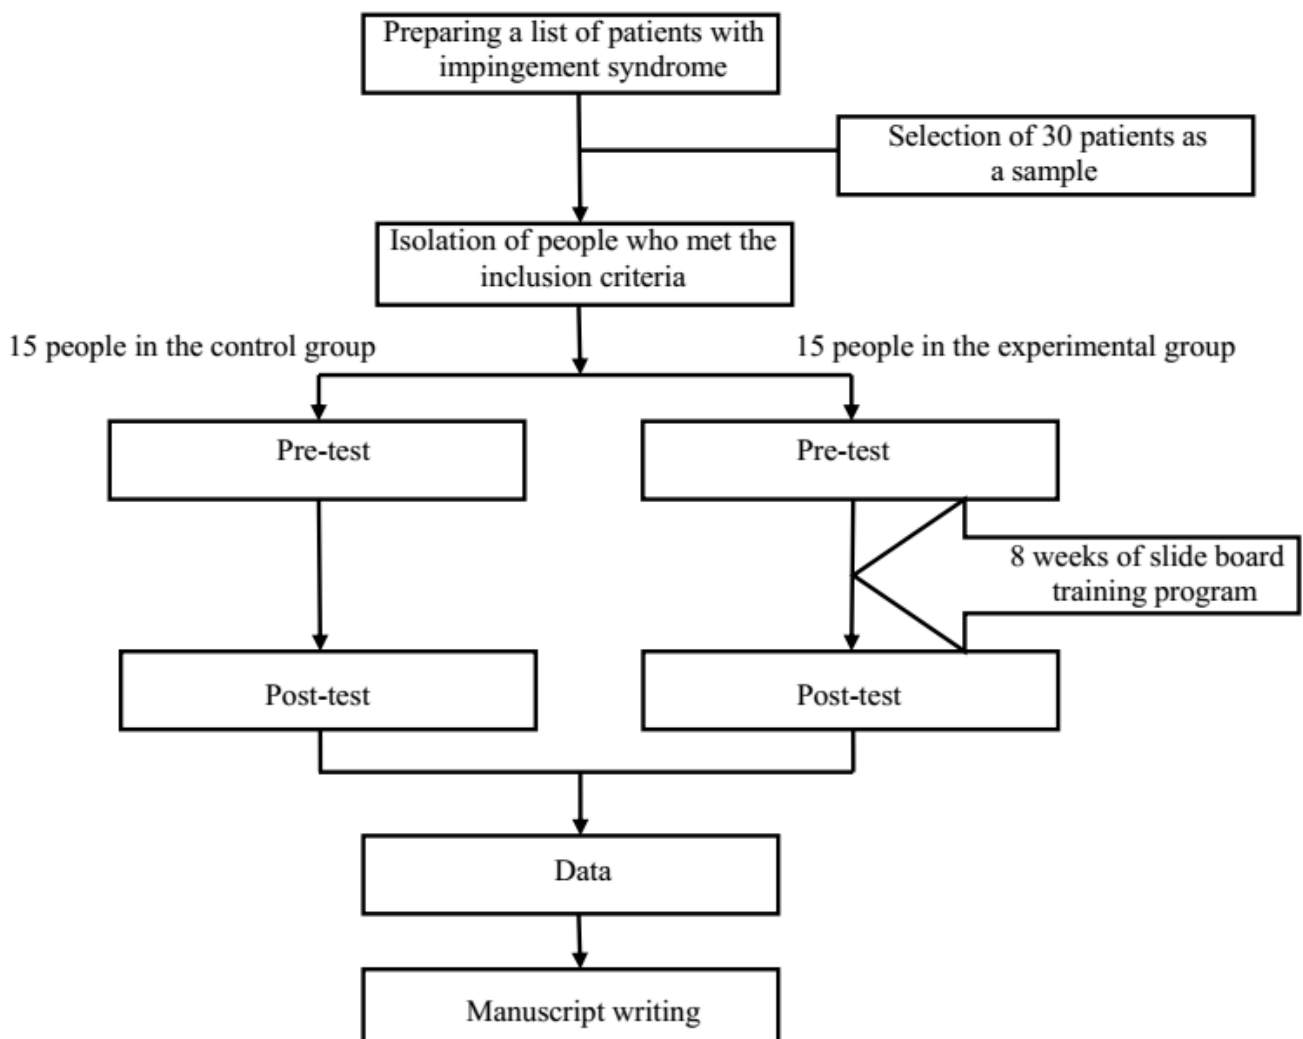 Preparing a list of patients with
impingement syndrome
Selection of 30 patients as
a sample
Isolation of people who met the
inclusion criteria
15 people in the control group
15 people in the experimental group
Pre-test
Pre-test
8 weeks of slide board
training program
Post-test
Post-test
Data
Manuscript writing